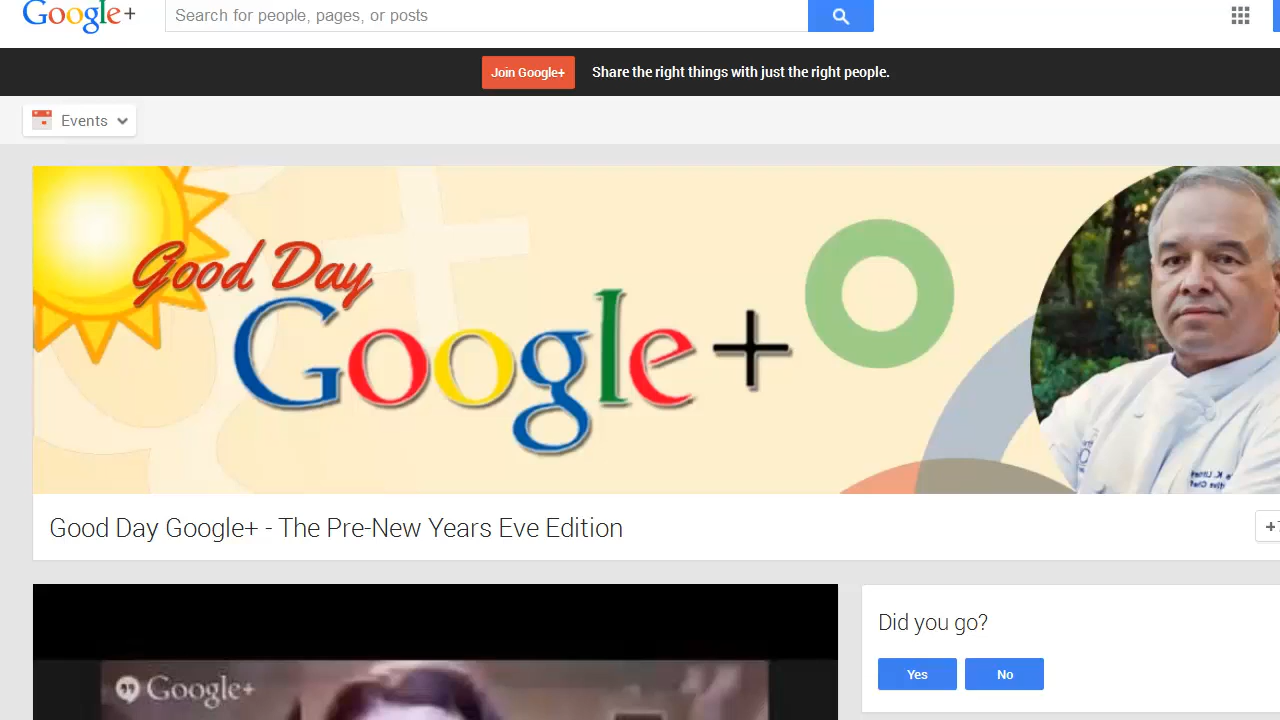 Google+
Search for people, pages, or posts
Join Google+
Share the right things with just the right people.
Events
Good Day
Google+
Good Day Google+ - The Pre-New Years Eve Edition
Did you go?
Yes
No
Google+